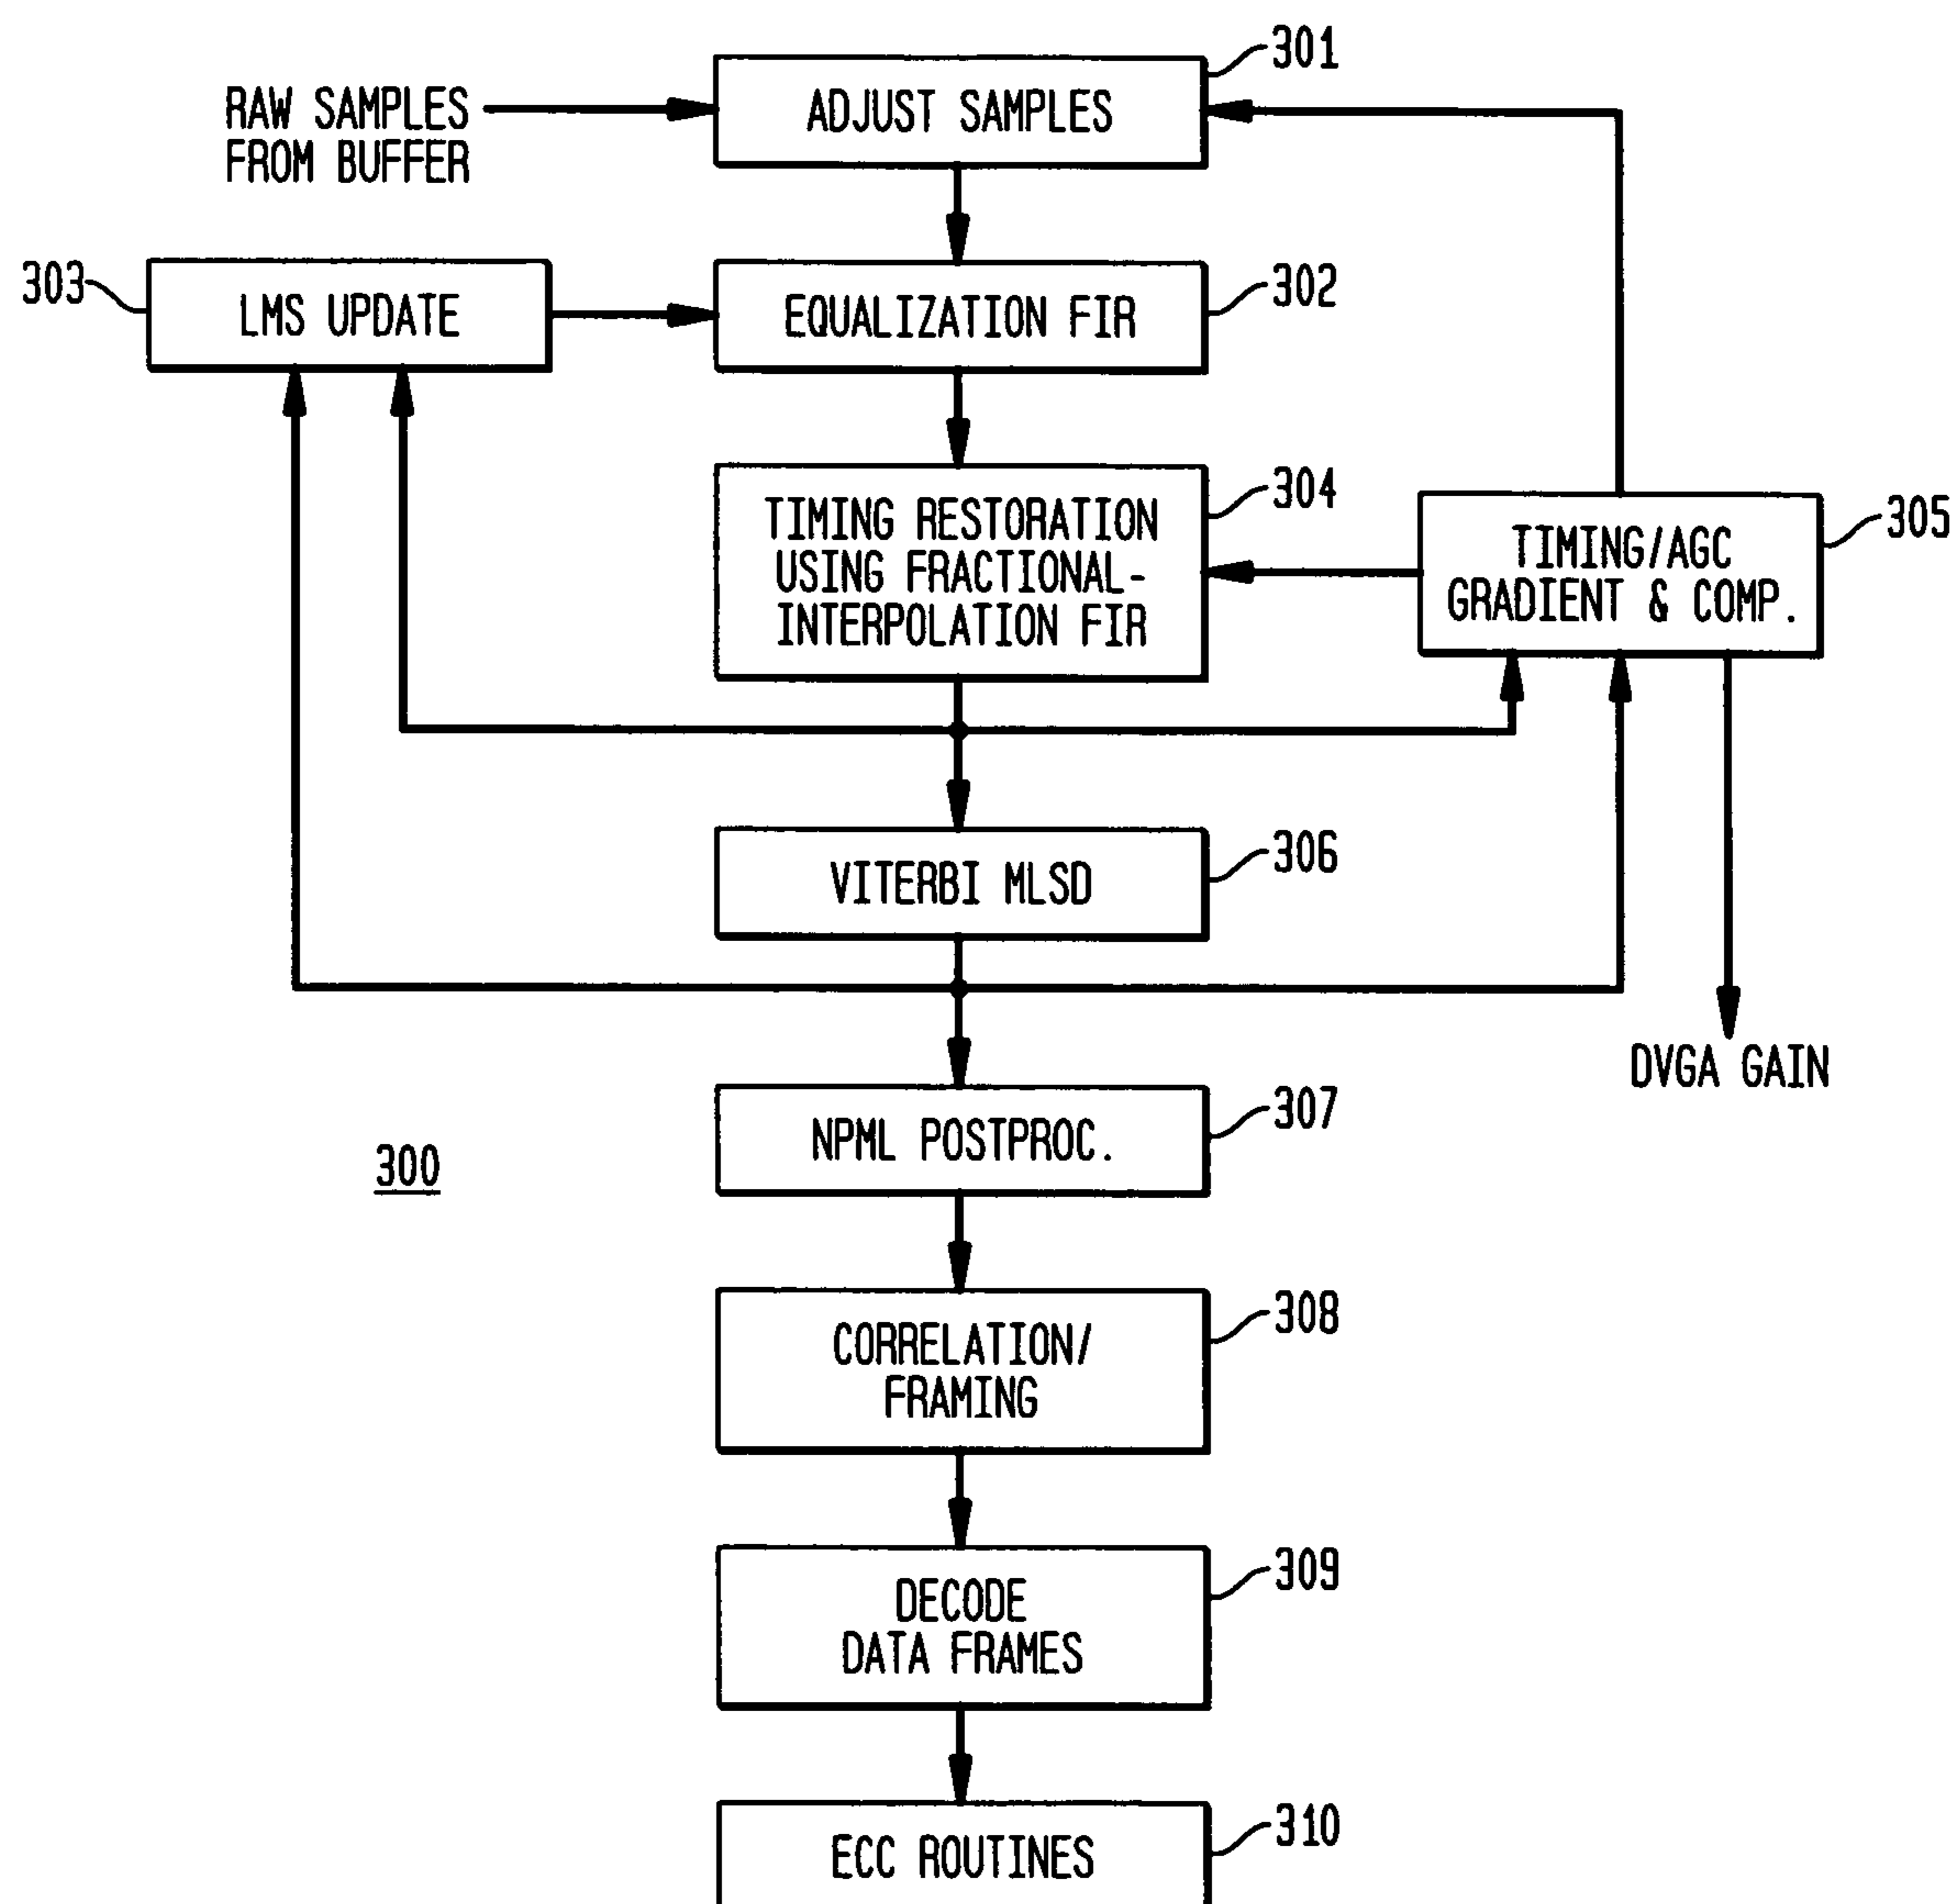 301
RAW SAMPLES
FROM BUFFER
ADJUST SAMPLES
303
LMS UPDATE
EQUALIZATION FIR
302
TIMING RESTORATION
USING FRACTIONAL-
INTERPOLATION FIR
304
TIMING/AGC
GRADIENT & COMP.
305
VITERBI MLSD
306
DVGA GAIN
NPML POSTPROC.
307
300
CORRELATION/
FRAMING
308
DECODE
DATA FRAMES
309
ECC ROUTINES
310